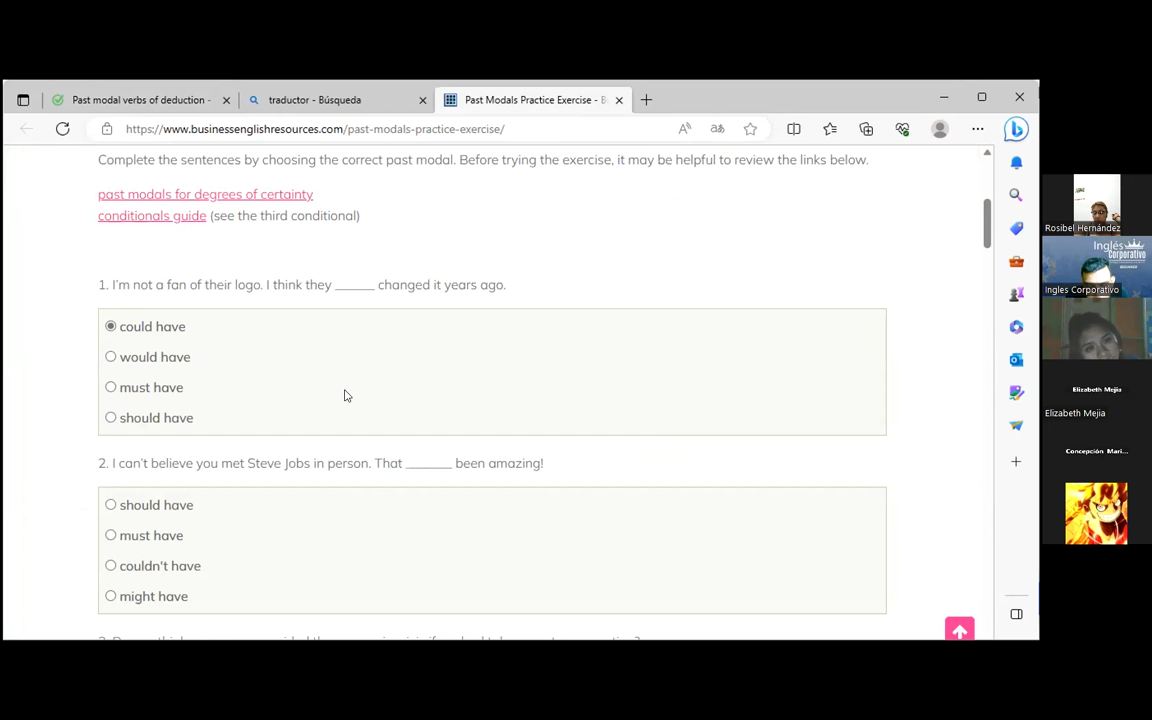 Past modal verbs of deduction -
traductor - Búsqueda
Past Modals Practice Exercise - B
https://www.businessenglishresources.com/past-modals-practice-exercise/
Complete the sentences by choosing the correct past modal. Before trying the exercise, it may be helpful to review the links below.
past modals for degrees of certainty
conditionals guide (see the third conditional)
1. I'm not a fan of their logo. I think they ______ changed it years ago.
could have
would have
must have
should have
2. I can't believe you met Steve Jobs in person. That _______ been amazing!
should have
must have
couldn't have
might have
Rosibel Hernández
Inglés
Corporativo
Ingles Corporativo
Elizabeth Mejia
Elizabeth Mejia
Concepción Mari...